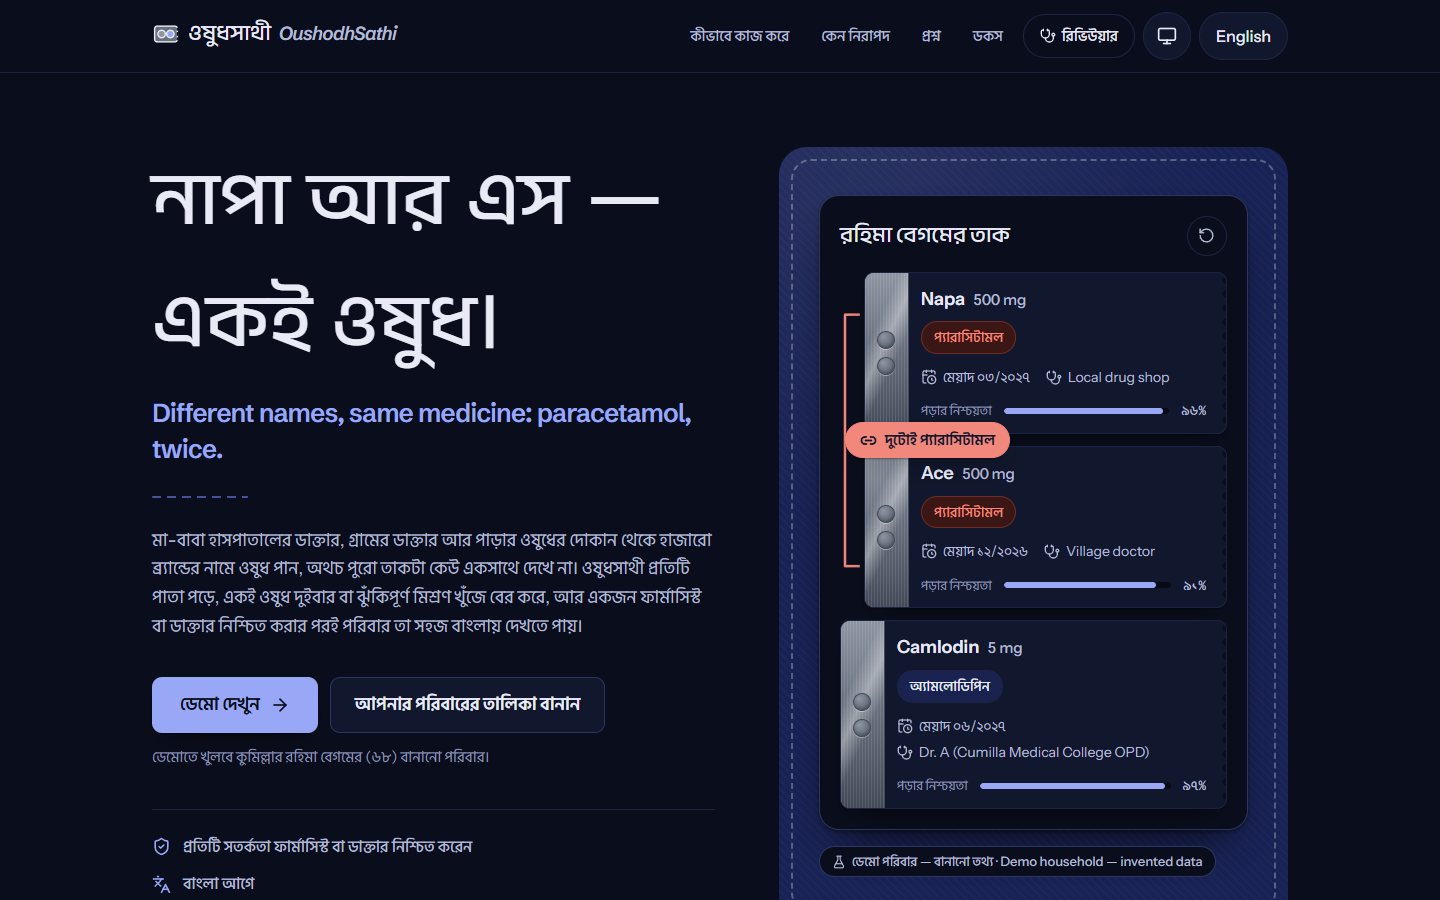 ওষুধসাথী OushodhSathi
কীভাবে কাজ করে
কেন নিরাপদ
প্রশ্ন
ডকস
রিভিউয়ার
English
নাপা আর এস —
একই ওষুধ।
Different names, same medicine: paracetamol,
twice.
মা-বাবা হাসপাতালের ডাক্তার, গ্রামের ডাক্তার আর পাড়ার ওষুধের দোকান থেকে হাজারো
ব্র্যান্ডের নামে ওষুধ পান, অথচ পুরো তাকটা কেউ একসাথে দেখে না। ওষুধসাথী প্রতিটি
পাতা পড়ে, একই ওষুধ দুইবার বা ঝুঁকিপূর্ণ মিশ্রণ খুঁজে বের করে, আর একজন ফার্মাসিস্ট
বা ডাক্তার নিশ্চিত করার পরই পরিবার তা সহজ বাংলায় দেখতে পায়।
ডেমো দেখুন
আপনার পরিবারের তালিকা বানান
ডেমোতে খুলবে কুমিল্লার রহিমা বেগমের (৬৮) বানানো পরিবার।
প্রতিটি সতর্কতা ফার্মাসিস্ট বা ডাক্তার নিশ্চিত করেন
বাংলা আগে
রহিমা বেগমের তাক
Napa 500 mg
প্যারাসিটামল
মেয়াদ ০৩/২০২৭ Local drug shop
পড়ার নিশ্চয়তা ৯৬%
দুটোই প্যারাসিটামল
Ace 500 mg
প্যারাসিটামল
মেয়াদ ১২/২০২৬ Village doctor
পড়ার নিশ্চয়তা
Camlodin 5 mg
অ্যামলোডিপিন
মেয়াদ ০৬/২০২৭
Dr. A (Cumilla Medical College OPD)
পড়ার নিশ্চয়তা ৯৭%
ডেমো পরিবার — বানানো তথ্য · Demo household — invented data